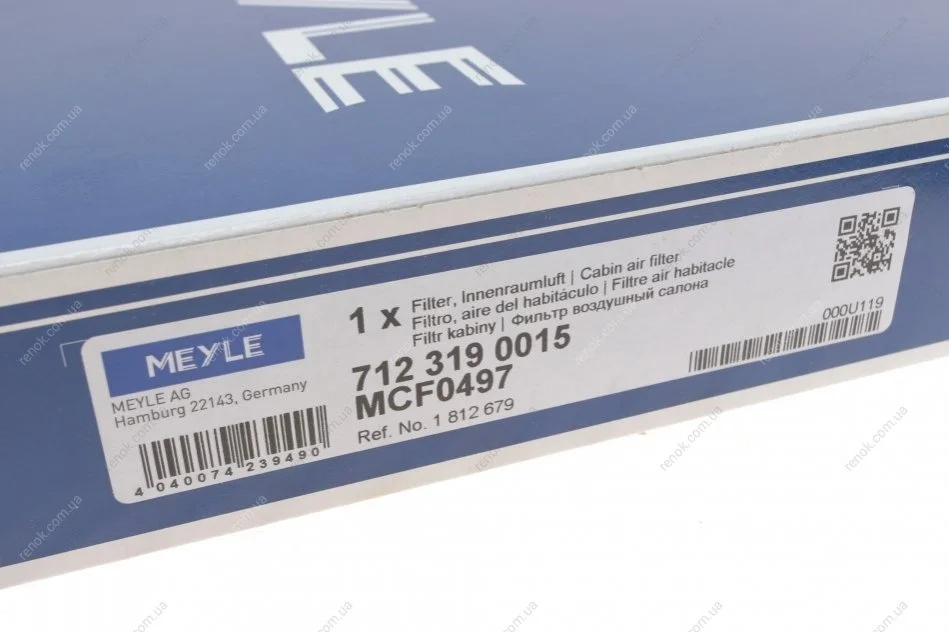 YLE
MEYLE
MEYLE AG
Hamburg 22143, Germany
4 040074 239490
1 x
Filter, Innenraumluft | Cabin air filter
Filtro, aire del habitáculo | Filtre air habitacle
Filtr kabiny | Фильтр воздушный салона
712 319 0015
MCF0497
Ref. No. 1 812 679
000U119
renok.com.ua